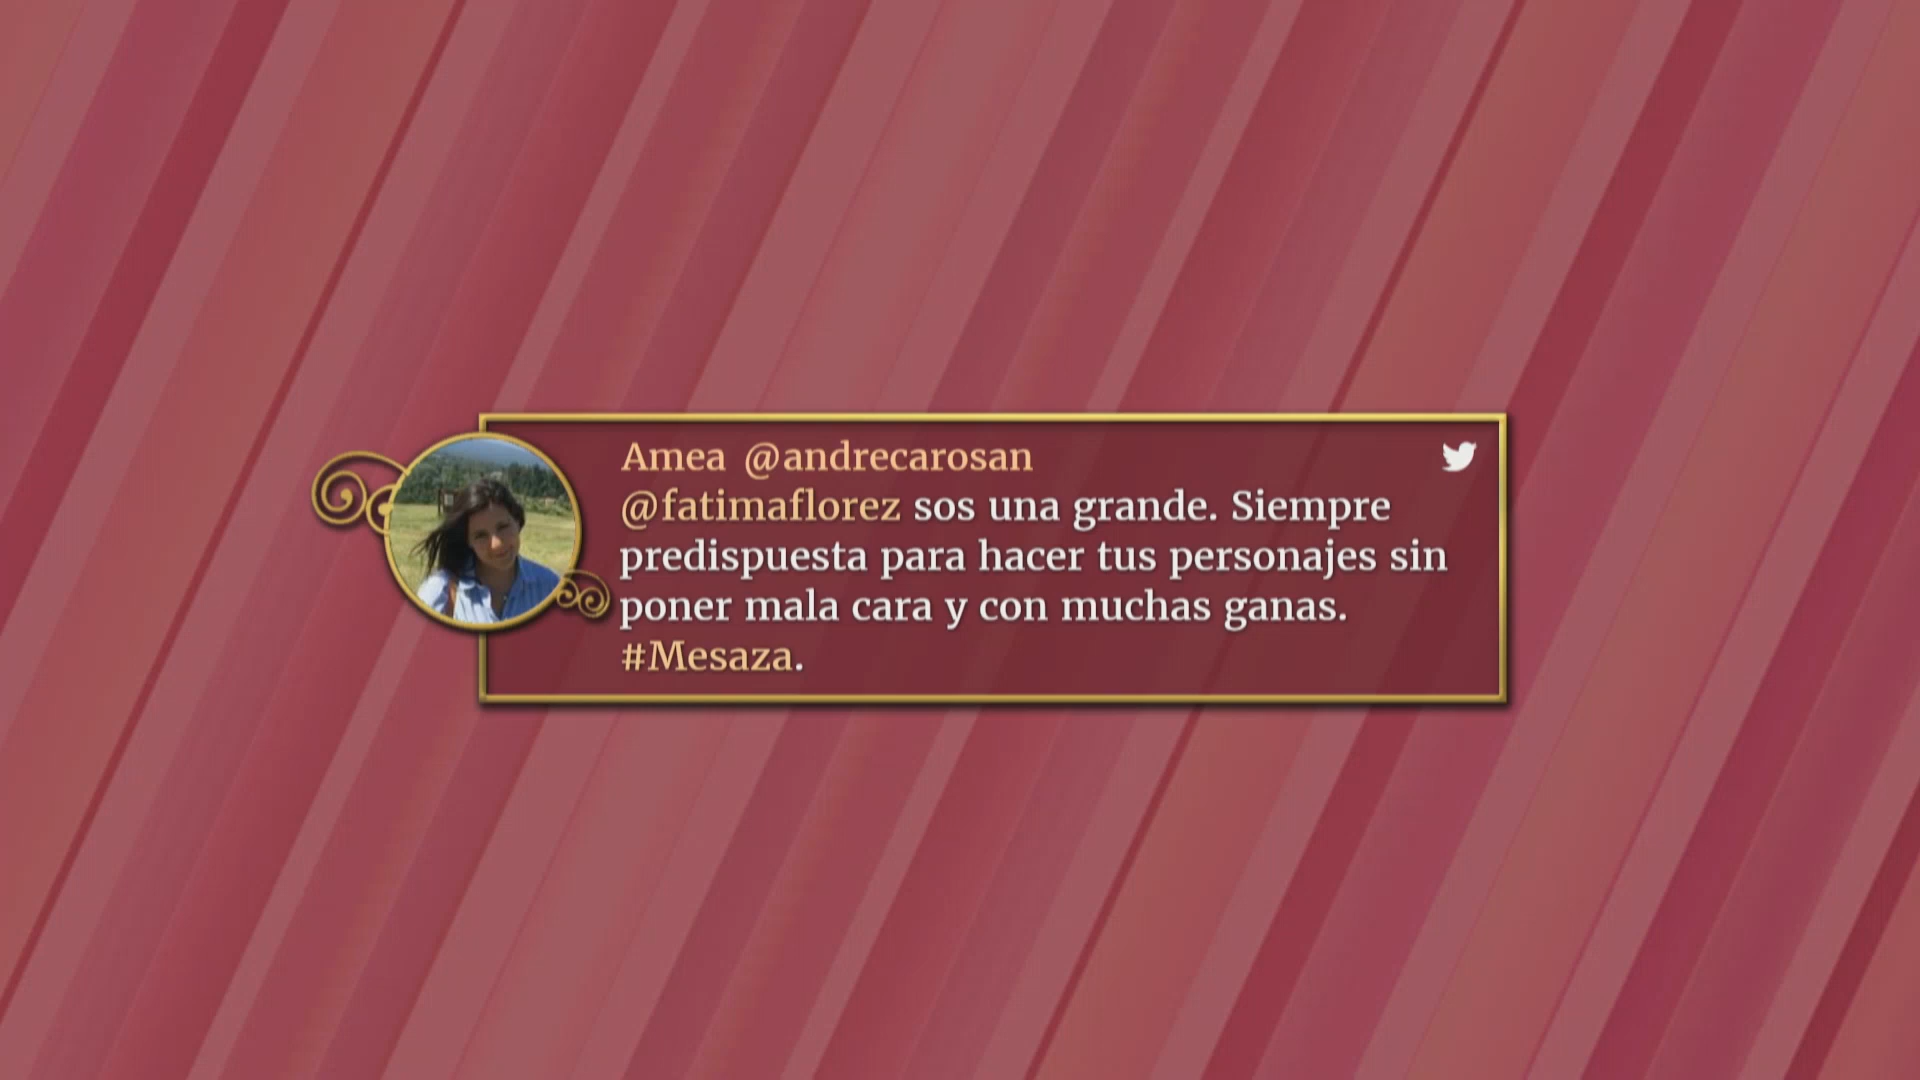 Amea @andrecarosan
@fatimaflorez sos una grande. Siempre
predispuesta para hacer tus personajes sin
poner mala cara y con muchas ganas.
#Mesaza.